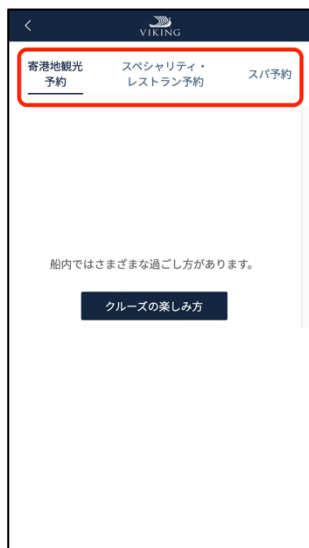 VIKING
寄港地観光
予約
スペシャリティ・
レストラン予約
スパ予約
船内ではさまざまな過ごし方があります。
クルーズの楽しみ方